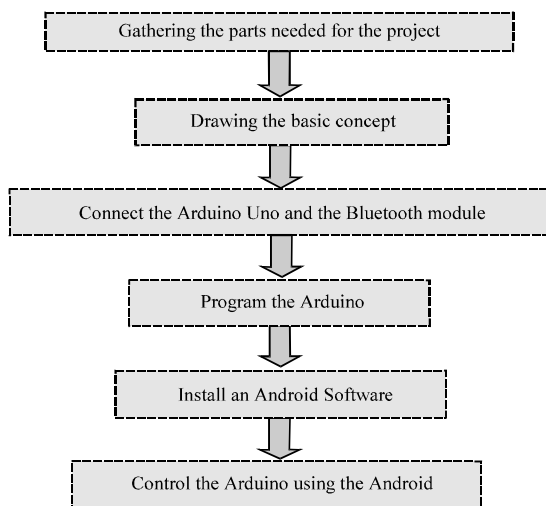 Gathering the parts needed for the project
Drawing the basic concept
Connect the Arduino Uno and the Bluetooth module
Program the Arduino
Install an Android Software
Control the Arduino using the Android